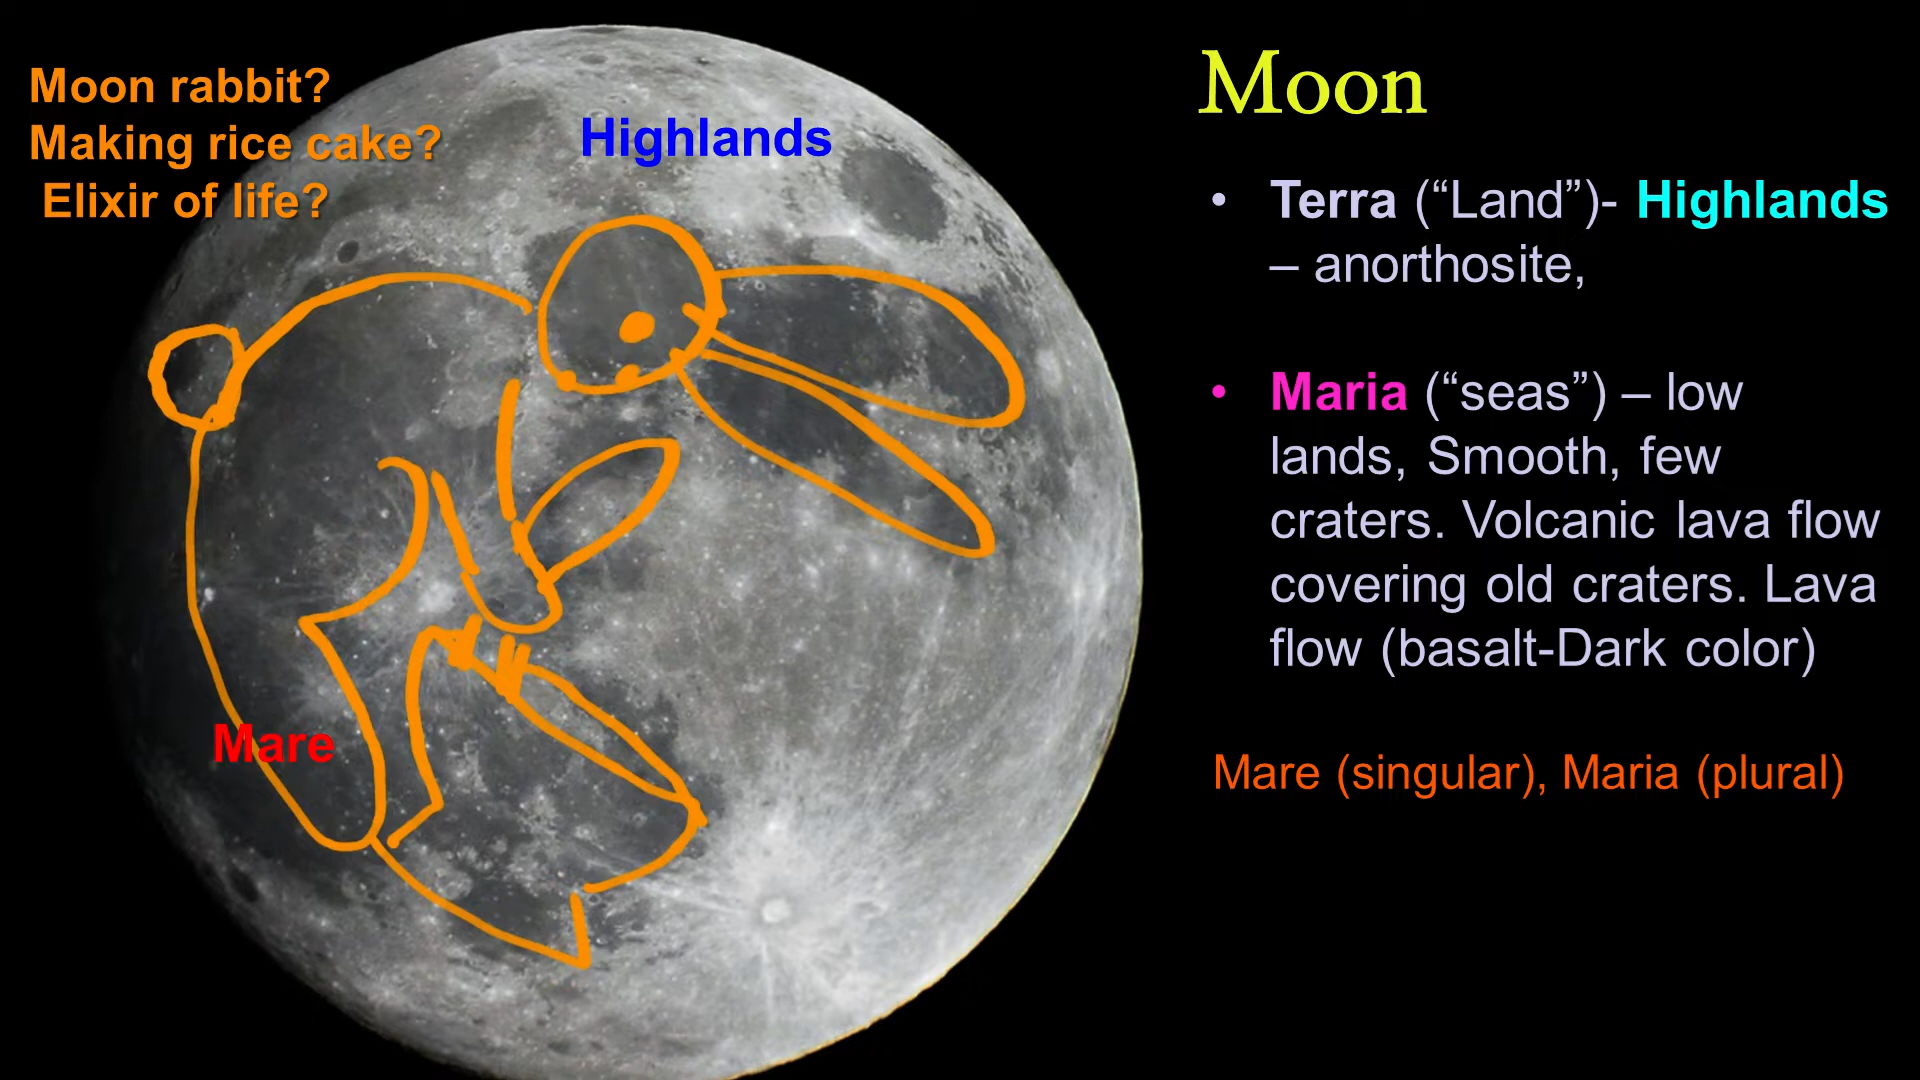 Moon rabbit?
Making rice cake?
Elixir of life?
Highlands
Mare
Moon
• Terra (“Land”)- Highlands
– anorthosite,
• Maria (“seas”) – low
lands, Smooth, few
craters. Volcanic lava flow
covering old craters. Lava
flow (basalt-Dark color)
Mare (singular), Maria (plural)